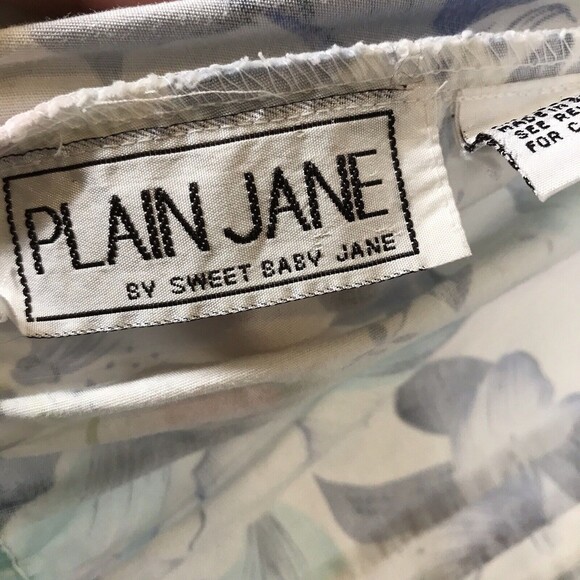 PLAIN JANE
BY SWEET BABY JANE
MADE IN
SEE RE
FOR C